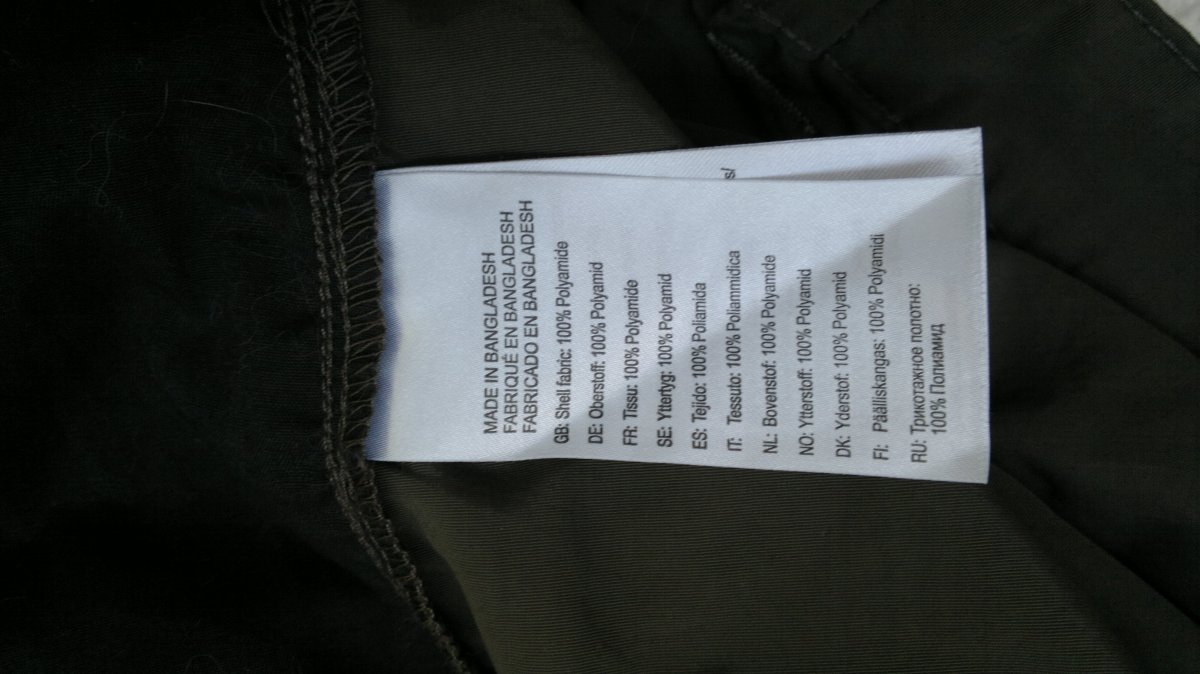 MADE IN BANGLADESH
FABRIQUÉ EN BANGLADESH
FABRICADO EN BANGLADESH
GB: Shell fabric: 100% Polyamide
DE: Oberstoff: 100% Polyamid
FR: Tissu: 100% Polyamide
SE: Yttertyg: 100% Polyamid
ES: Tejido: 100% Poliamida
IT: Tessuto: 100% Poliammidica
NL: Bovenstof: 100% Polyamide
NO: Ytterstoff: 100% Polyamid
DK: Yderstof: 100% Polyamid
FI: Päälliskangas: 100% Polyamidi
RU: Трикотажное полотно:
100% Полиамид
s/